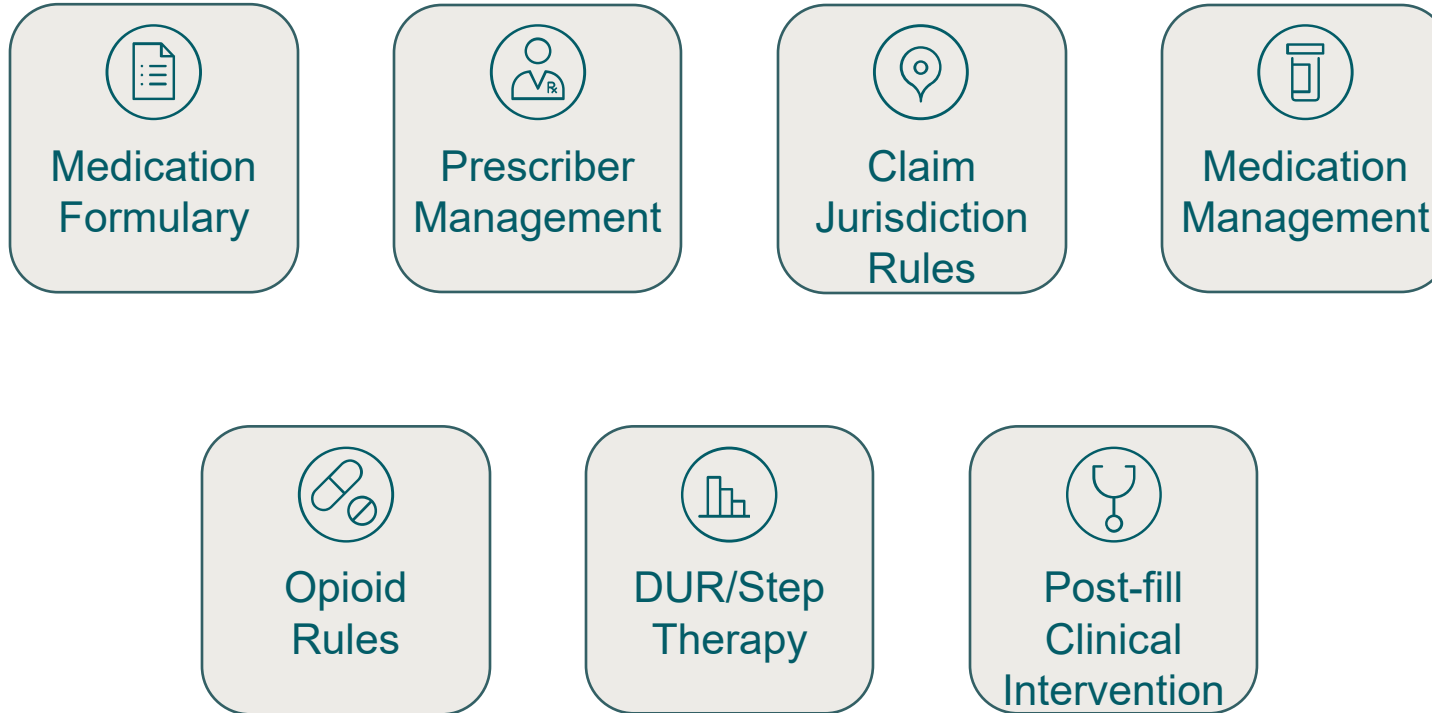 Medication
Formulary
Prescriber
Management
Claim
Jurisdiction
Rules
Medication
Management
Opioid
Rules
DUR/Step
Therapy
Post-fill
Clinical
Intervention